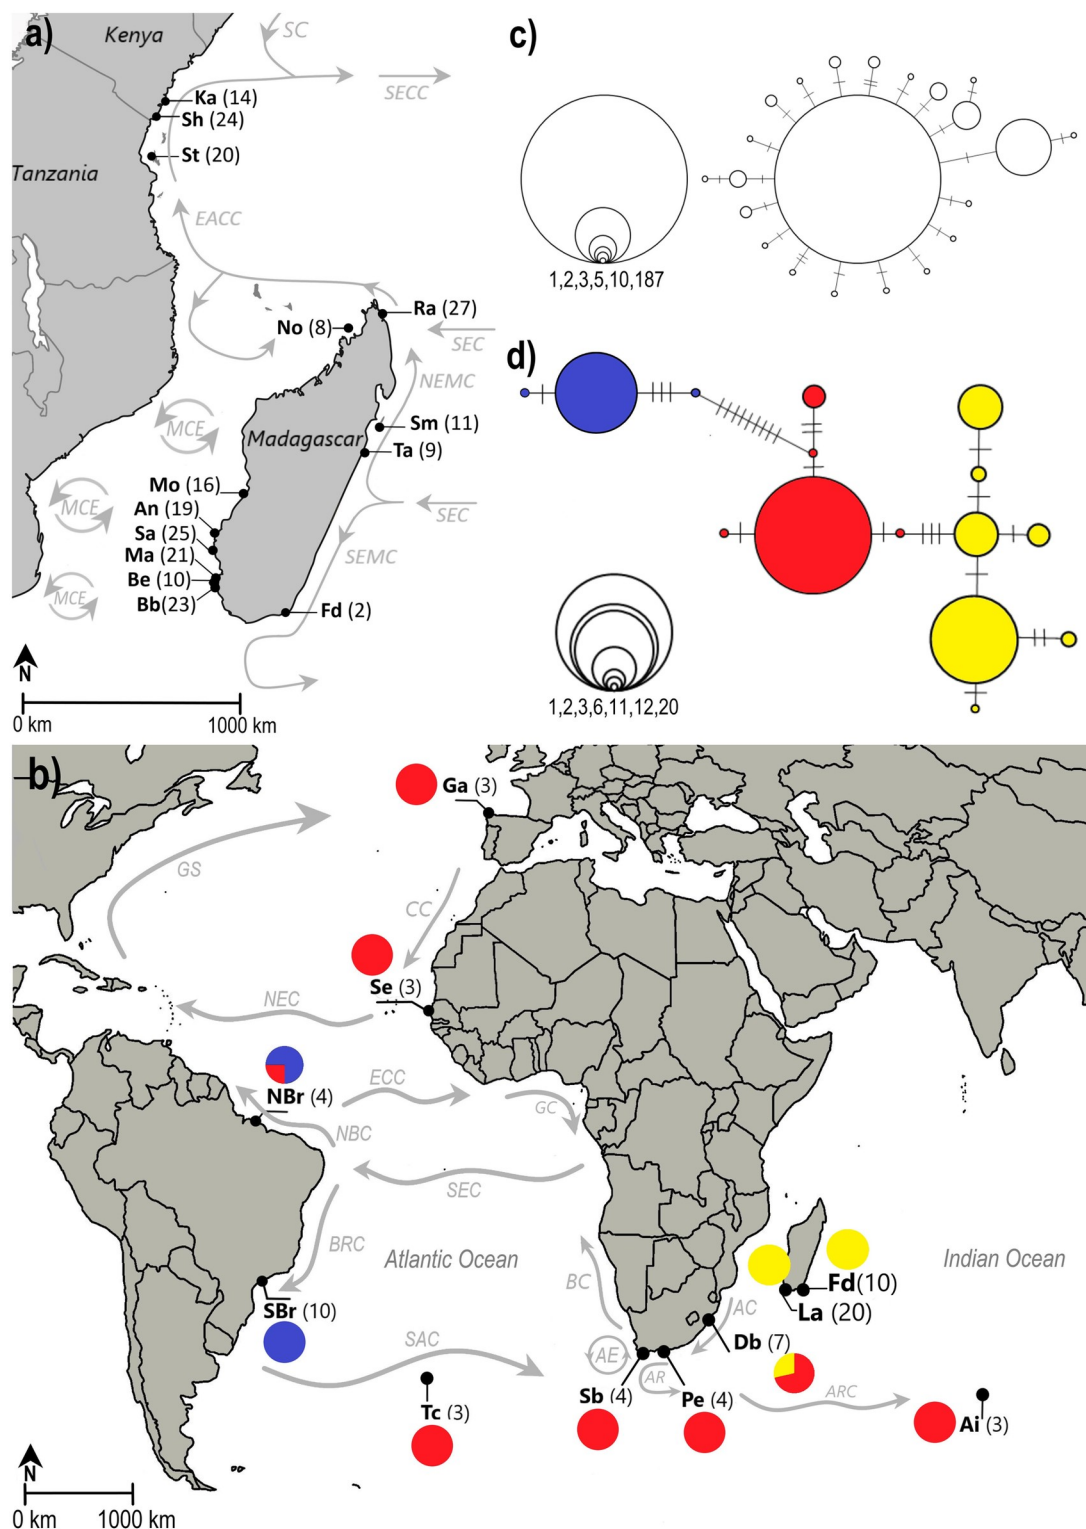 a)
Kenya
SC
SECC
Ka (14)
Sh (24)
St (20)
Tanzania
EACC
Ra (27)
No (8)
SEC
NEMC
MCE
Sm (11)
Madagascar
Ta (9)
Mo (16)
MCE
An (19)
SEC
Sa (25)
SEMC
Ma (21)
Be (10)
MCE
Bb(23)
Fd (2)
N
0 km
1000 km
c)
1,2,3,5,10,187
d)
1,2,3,6,11,12,20
b)
Ga (3)
GS
CC
Se (3)
NEC
ECC
NBr (4)
GC
NBC
SEC
BRC
Atlantic Ocean
Indian Ocean
BC
Fd(10)
La (20)
AC
SBr (10)
Db (7)
SAC
AE
AR
Sb (4)
Pe (4)
ARC
Tc (3)
Ai (3)
N
0 km
1000 km